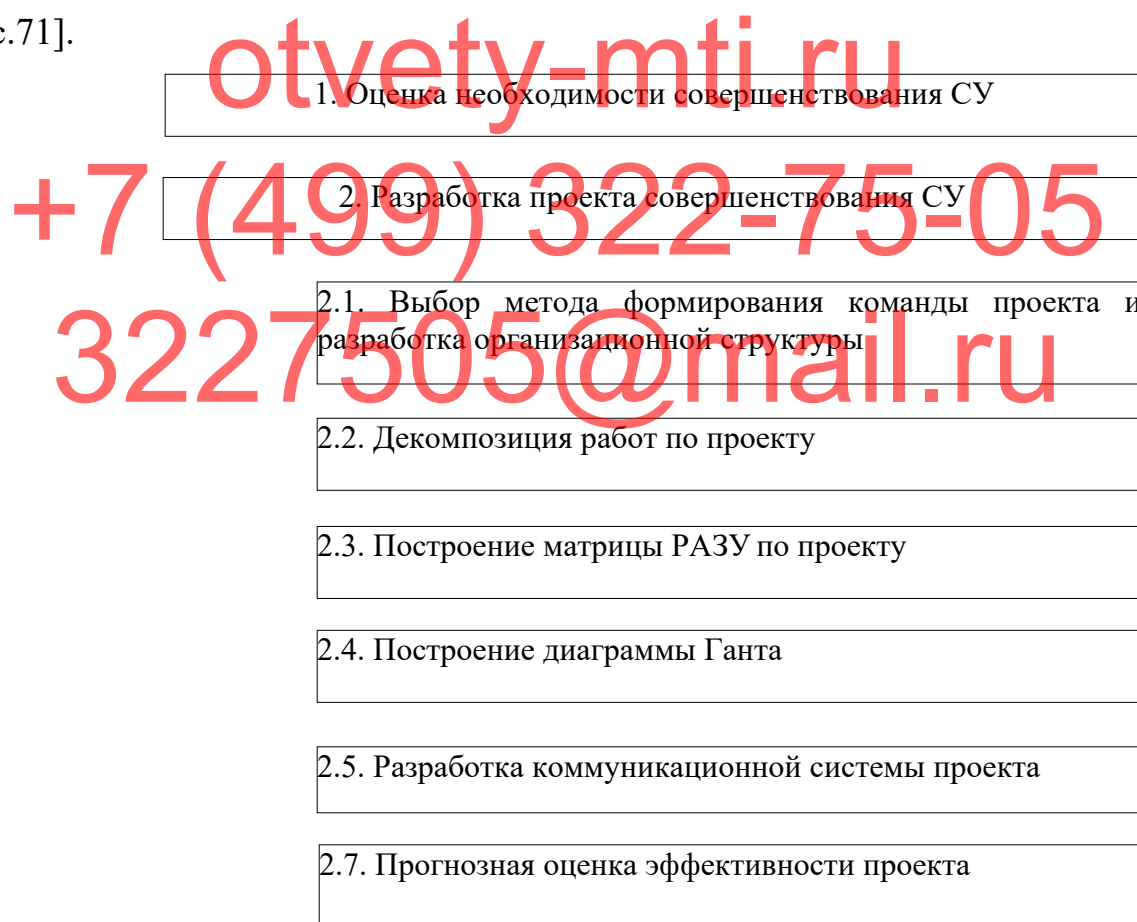 с.71].
otvety-mti.ru
1. Оценка необходимости совершенствования СУ
+7 (499) 322-75-05
2. Разработка проекта совершенствования СУ
2.1. Выбор метода формирования команды проекта и
разработка организационной структуры
3227505@mail.ru
2.2. Декомпозиция работ по проекту
2.3. Построение матрицы РАЗУ по проекту
2.4. Построение диаграммы Ганта
2.5. Разработка коммуникационной системы проекта
2.7. Прогнозная оценка эффективности проекта